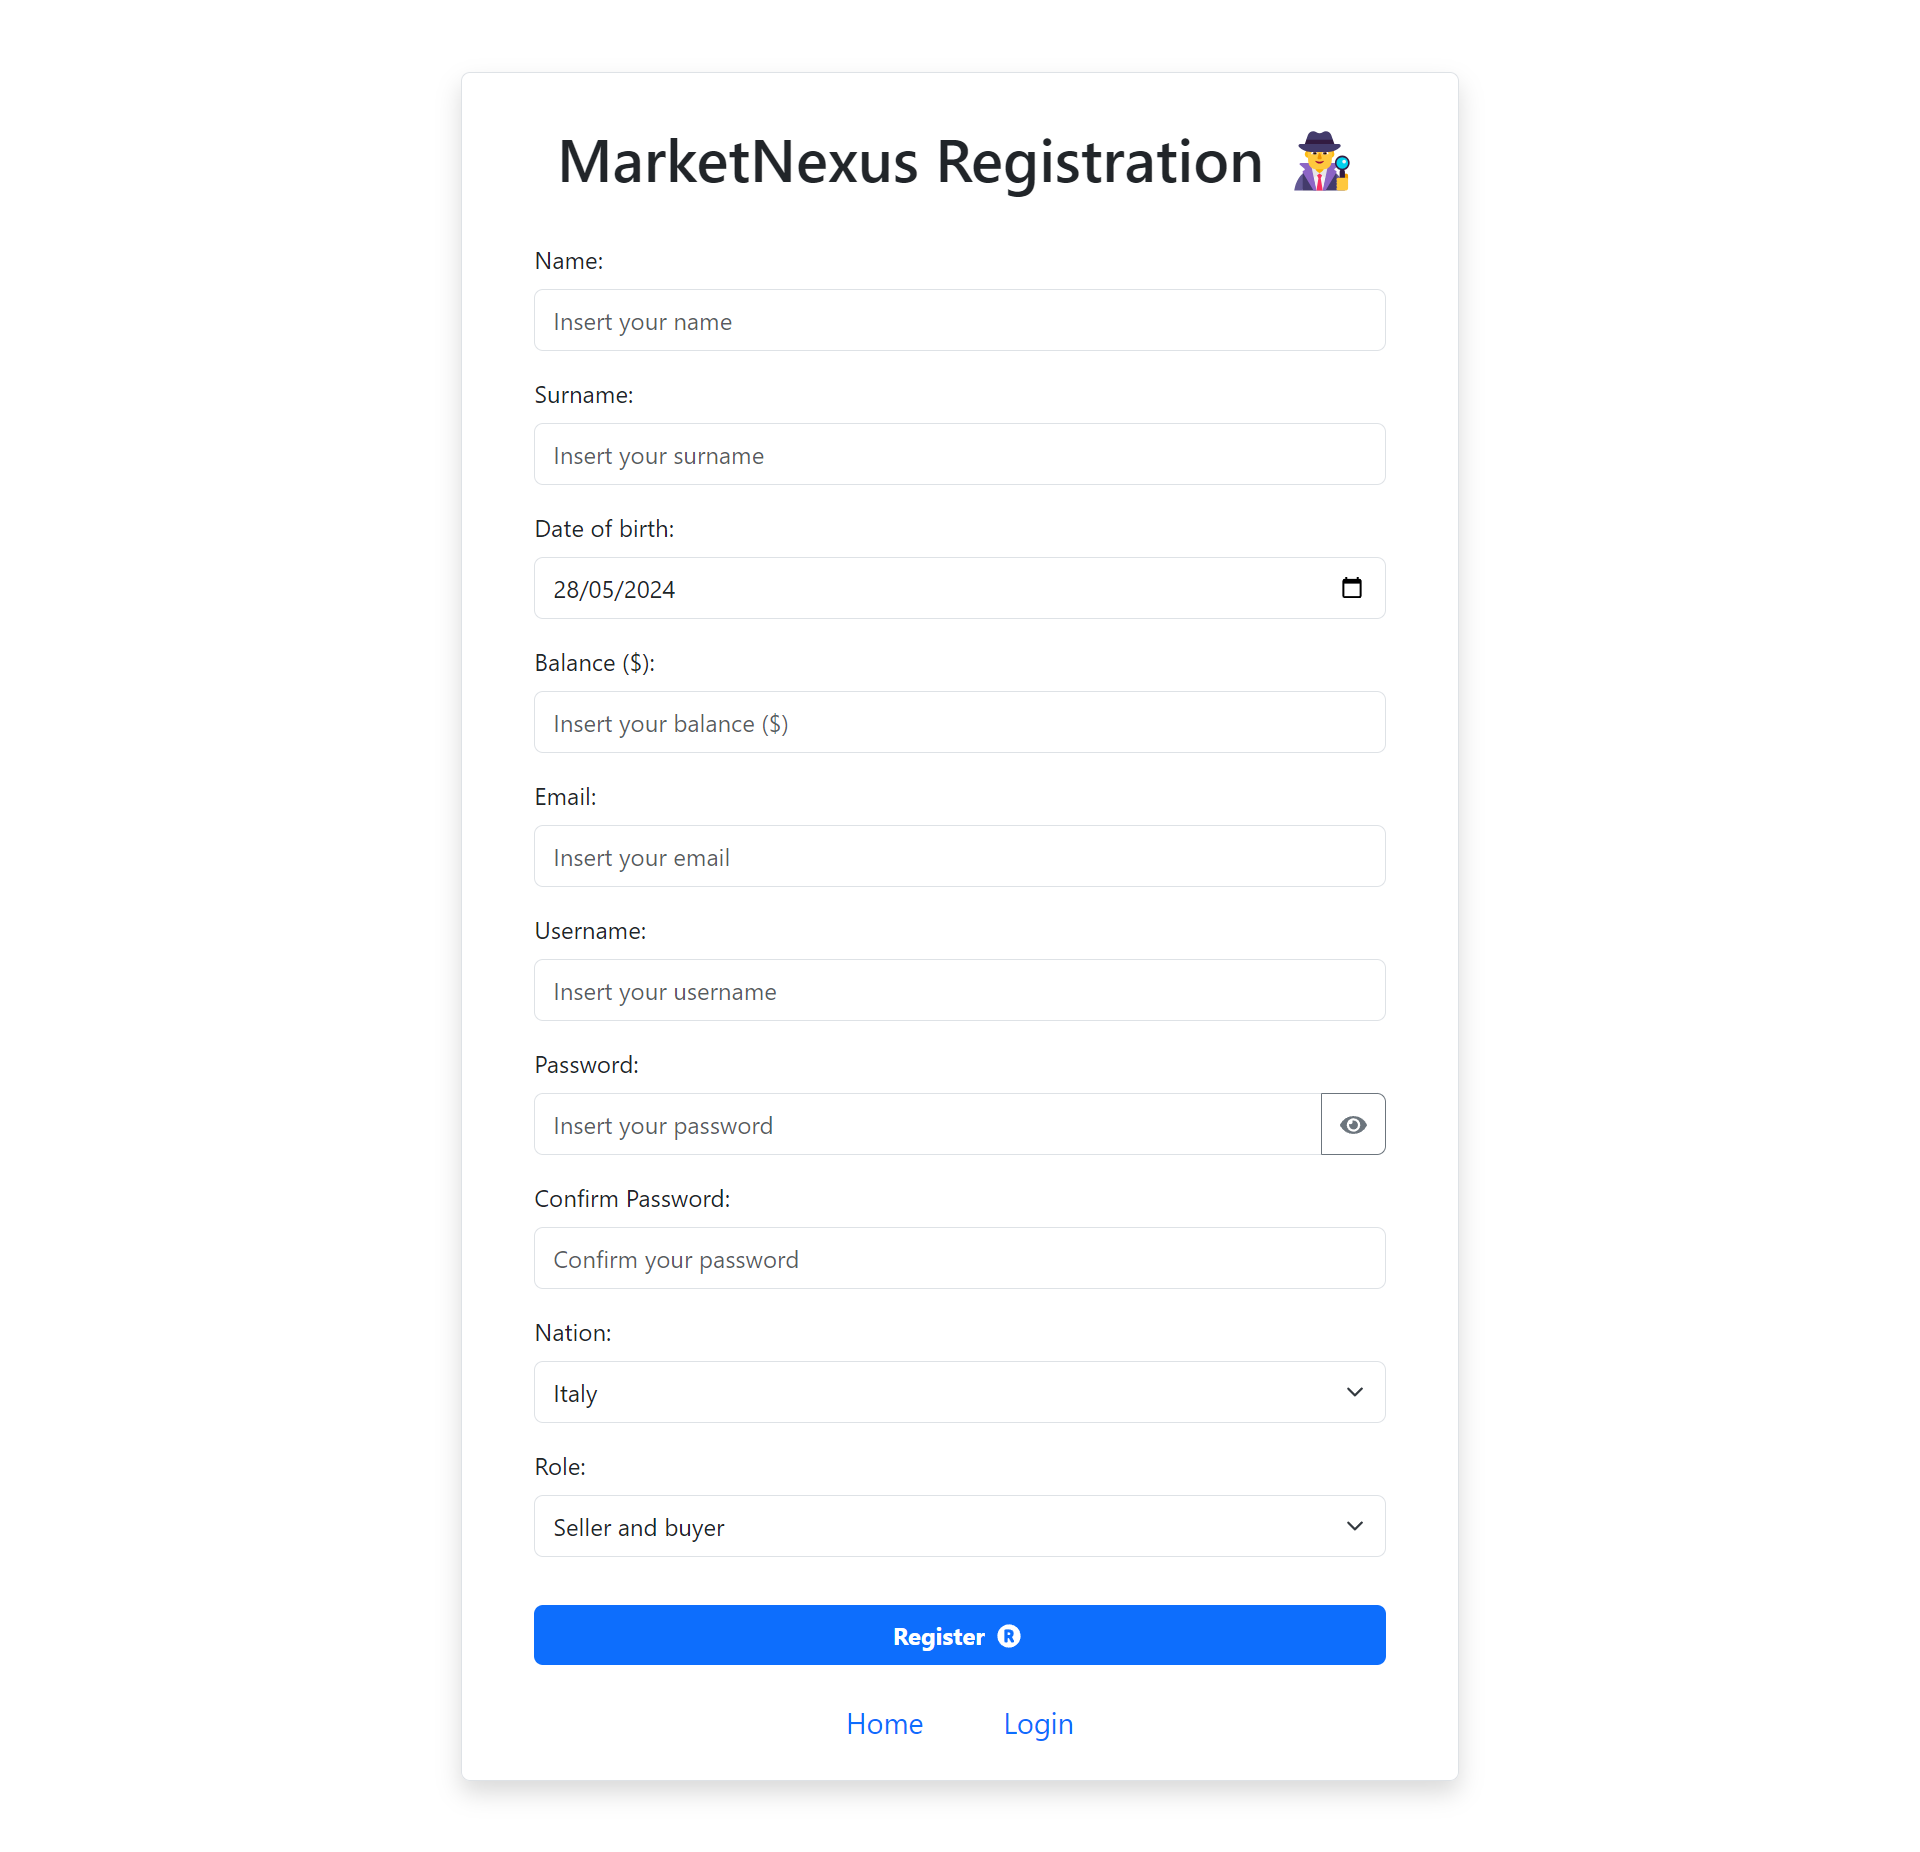 MarketNexus Registration
Name:
Insert your name
Surname:
Insert your surname
Date of birth:
28/05/2024
Balance ($):
Insert your balance ($)
Email:
Insert your email
Username:
Insert your username
Password:
Insert your password
Confirm Password:
Confirm your password
Nation:
Italy
Role:
Seller and buyer
Register R
Home Login